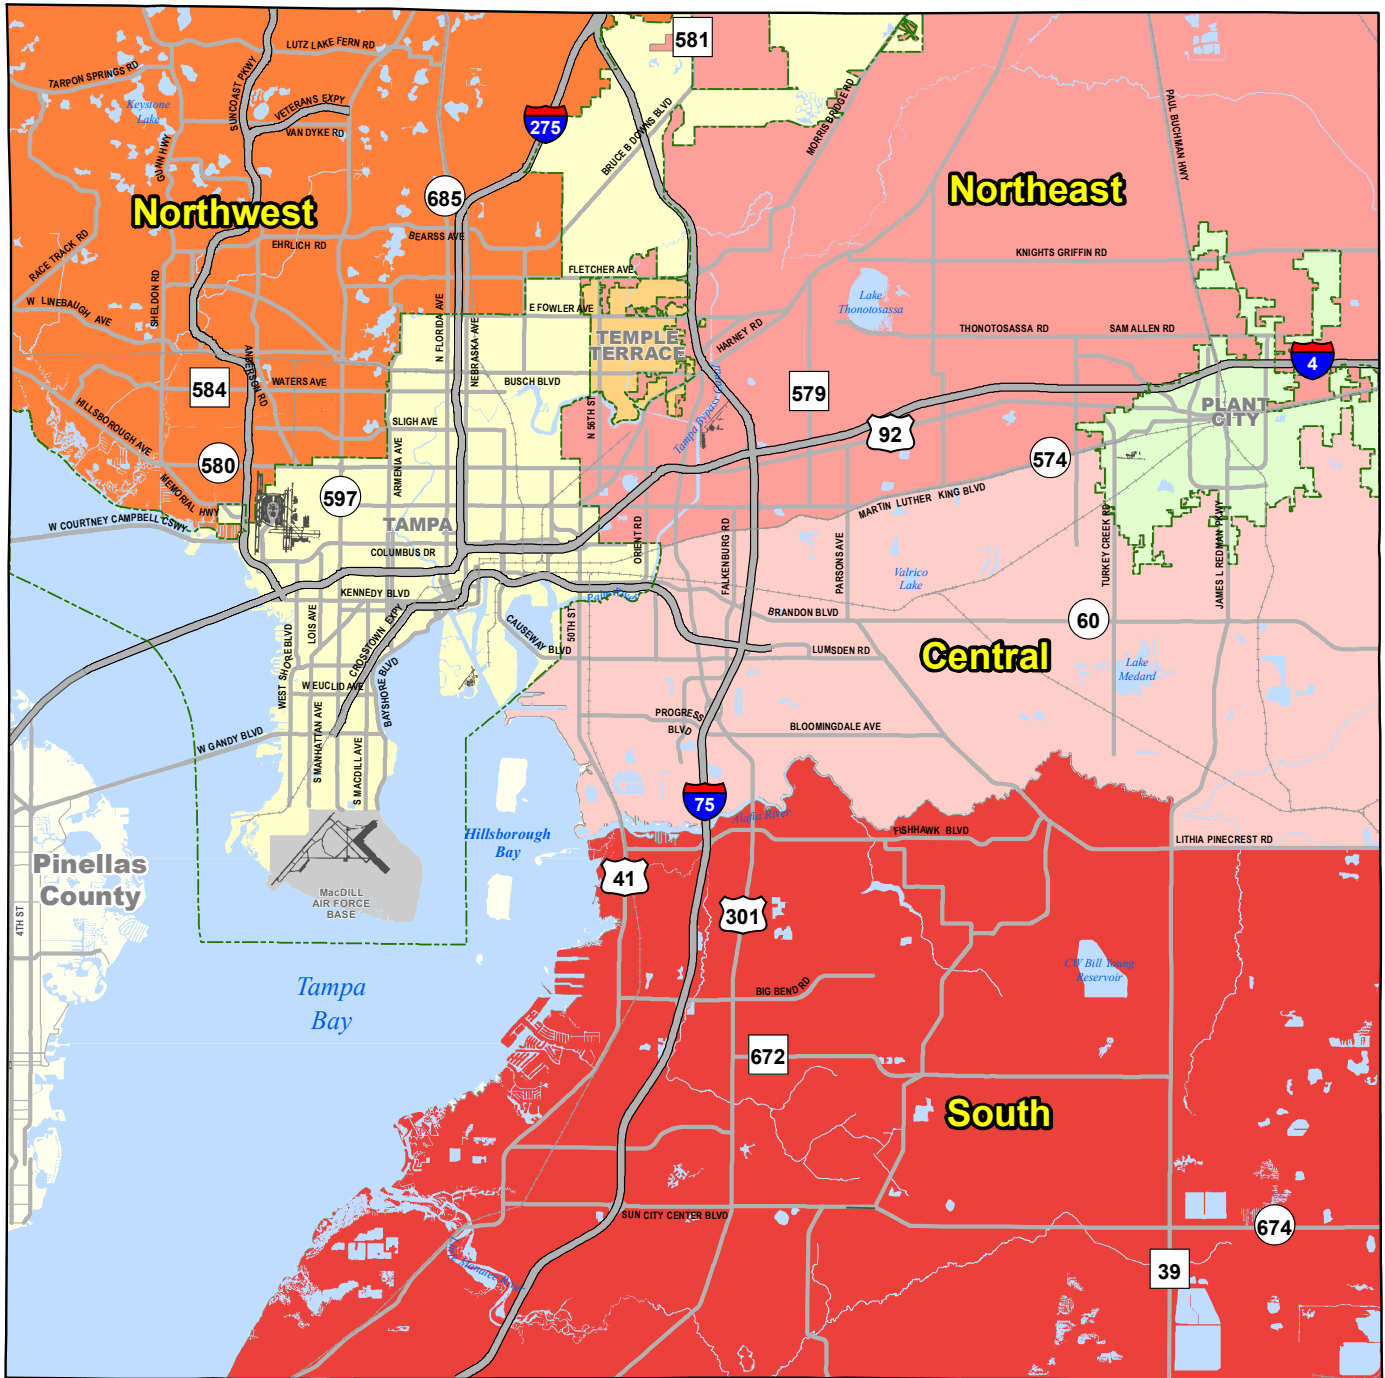 LUTZ LAKE FERN RD
581
TARPON SPRINGS RD
SUNCOAST PKWY
Keystone
Lake
VETERANS EXPY
VAN DYKE RD
GUNN HWY
275
BRUCE B DOWNS BLVD
MORRIS BRIDGE RD
PAUL BUCHMAN HWY
Northwest
685
Northeast
RACE TRACK RD
EHRLICH RD
BEARSS AVE
KNIGHTS GRIFFIN RD
SHELDON RD
FLETCHER AVE
W LINEBAUGH AVE
N FLORIDA AVE
NEBRASKA AVE
E FOWLER AVE
Lake
Thonotosassa
THONOTOSASSA RD
SAM ALLEN RD
HARNEY RD
TEMPLE
TERRACE
ANDERSON RD
WATERS AVE
BUSCH BLVD
584
579
4
HILLSBOROUGH AVE
SLIGH AVE
N 56TH ST
Tampa Bypass Canal
92
PLANT
CITY
580
ARMENIA AVE
574
MEMORIAL HWY
597
MARTIN LUTHER KING BLVD
W COURTNEY CAMPBELL CSWY
TAMPA
COLUMBUS DR
ORIENT RD
FALKENBURG RD
PARSONS AVE
TURKEY CREEK RD
JAMES L REDMAN PKWY
Valrico
Lake
KENNEDY BLVD
BRANDON BLVD
60
WEST SHORE BLVD
LOIS AVE
CROSSTOWN EXPY
CAUSEWAY BLVD
50TH ST
LUMSDEN RD
Central
Lake
Medard
W EUCLID AVE
BAYSHORE BLVD
S MANHATTAN AVE
W GANDY BLVD
S MACDILL AVE
PROGRESS
BLVD
BLOOMINGDALE AVE
75
Alafia River
Hillsborough
Bay
FISHHAWK BLVD
LITHIA PINECREST RD
Pinellas
County
MacDILL
AIR FORCE
BASE
41
301
4TH ST
CW Bill Young
Reservoir
Tampa
Bay
BIG BEND RD
672
South
SUN CITY CENTER BLVD
674
39